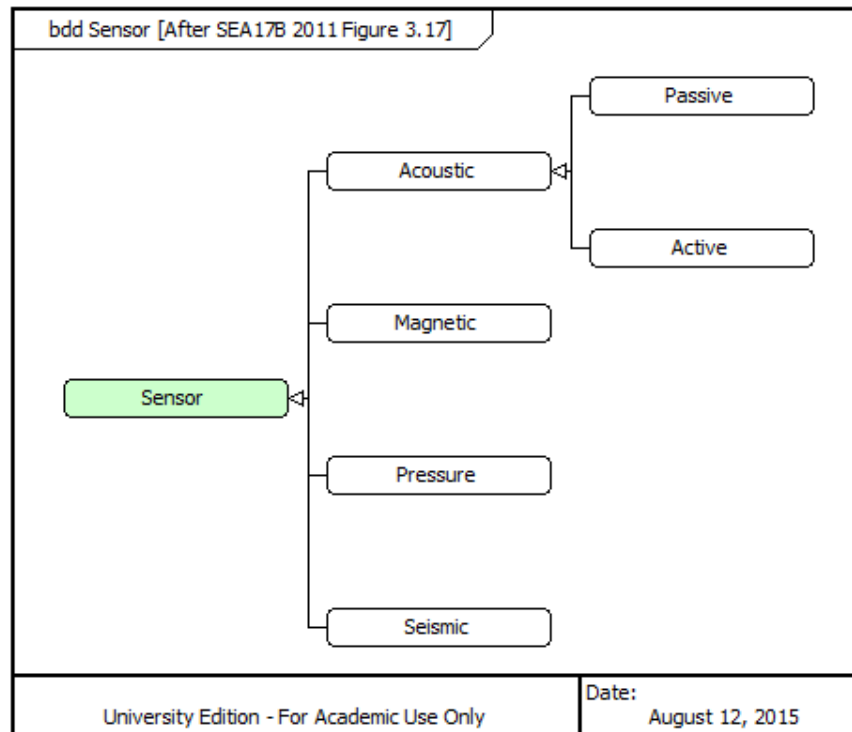 bdd Sensor [After SEA17B 2011 Figure 3.17]
Passive
Acoustic
Active
Magnetic
Sensor
Pressure
Seismic
University Edition - For Academic Use Only
Date:
August 12, 2015